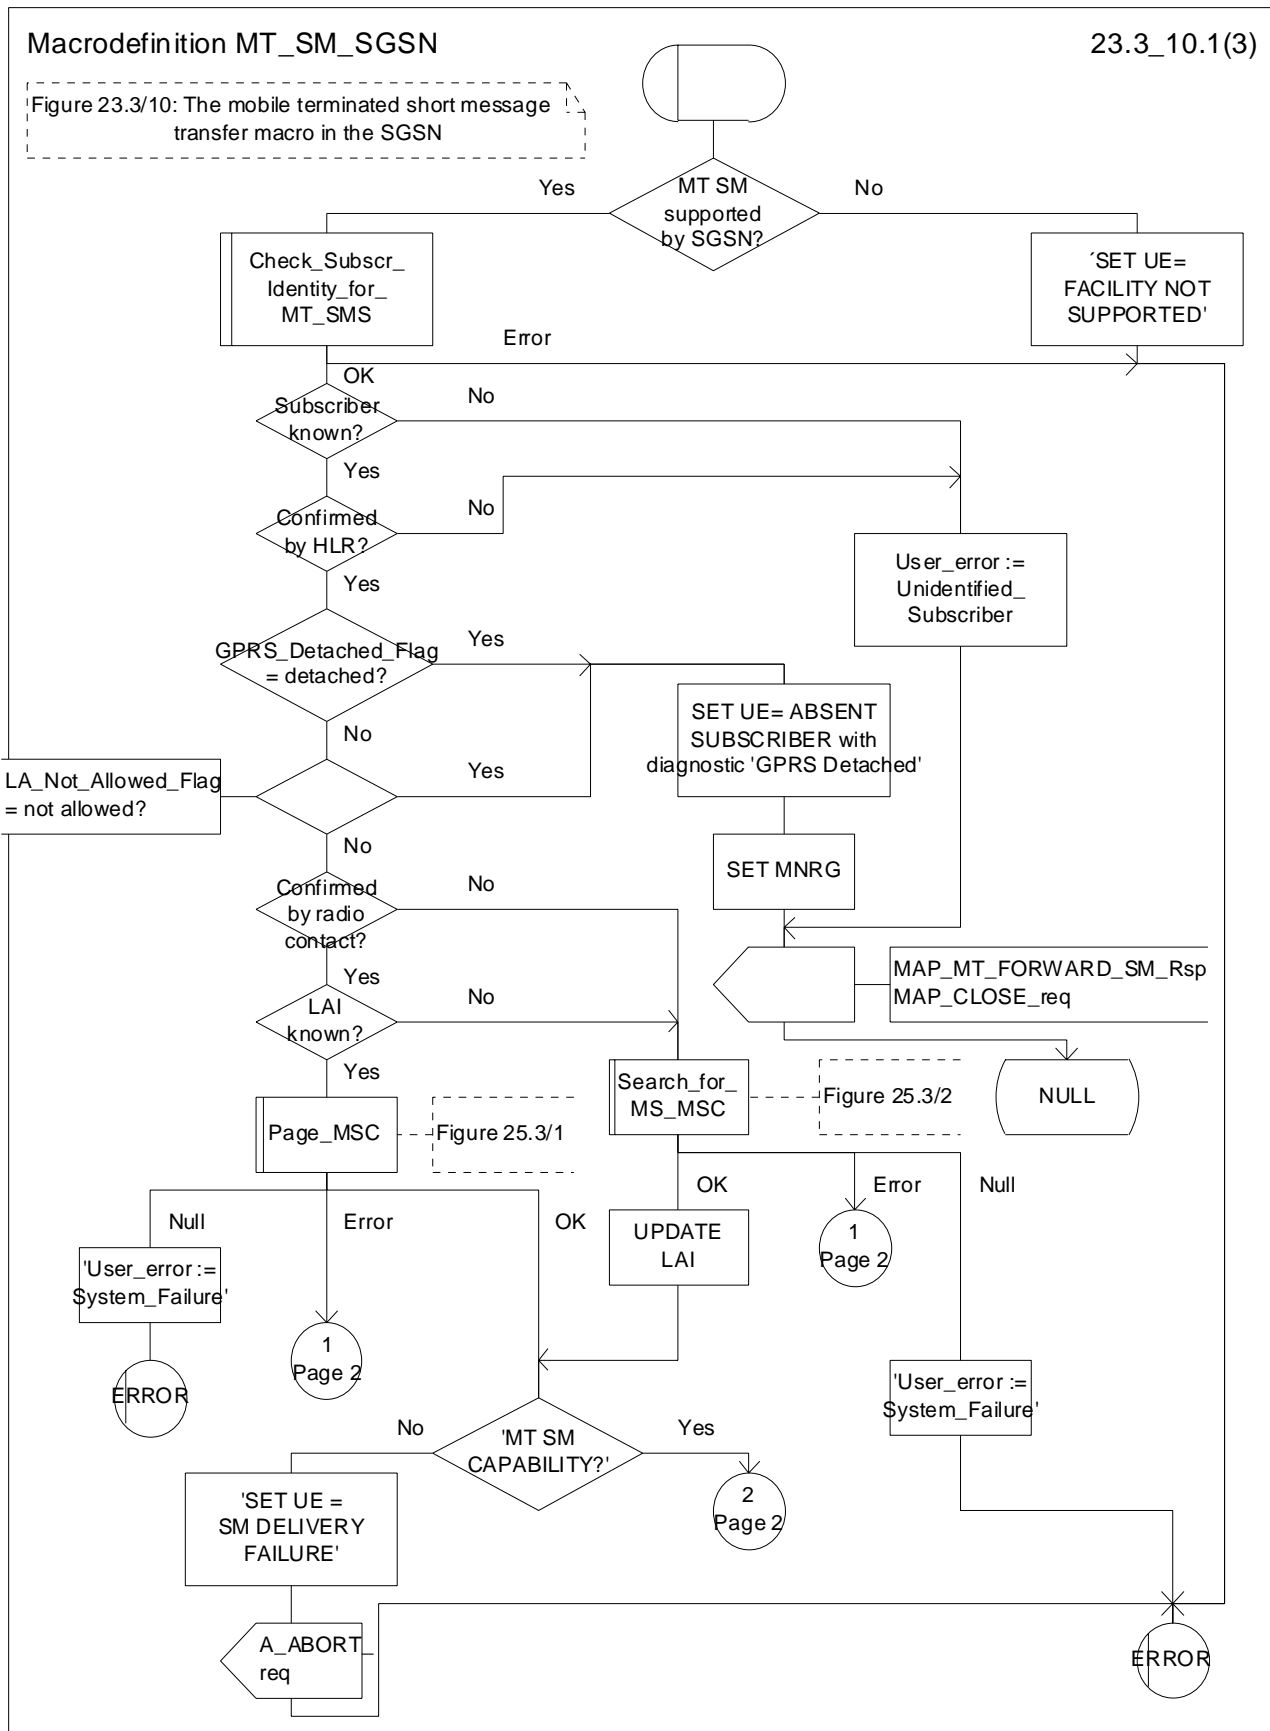 Macrodefinition MT_SM_SGSN
23.3_10.1(3)
Figure 23.3/10: The mobile terminated short message
transfer macro in the SGSN
MT SM
supported
by SGSN?
Yes
No
Check_Subscr_
Identity_for_
MT_SMS
´SET UE=
FACILITY NOT
SUPPORTED'
Error
OK
Subscriber
known?
No
Yes
Confirmed
by HLR?
No
Yes
User_error :=
Unidentified_
Subscriber
GPRS_Detached_Flag
= detached?
Yes
No
SET UE= ABSENT
SUBSCRIBER with
diagnostic 'GPRS Detached'
LA_Not_Allowed_Flag
= not allowed?
Yes
No
SET MNRG
Confirmed
by radio
contact?
No
Yes
MAP_MT_FORWARD_SM_Rsp
MAP_CLOSE_req
LAI
known?
No
Yes
Search_for_
MS_MSC
Figure 25.3/2
NULL
Page_MSC
Figure 25.3/1
OK
Error
Null
Null
Error
OK
UPDATE
LAI
1
Page 2
'User_error :=
System_Failure'
1
Page 2
ERROR
'User_error :=
System_Failure'
No
'MT SM
CAPABILITY?'
Yes
2
Page 2
'SET UE =
SM DELIVERY
FAILURE'
A_ABORT_
req
ERROR